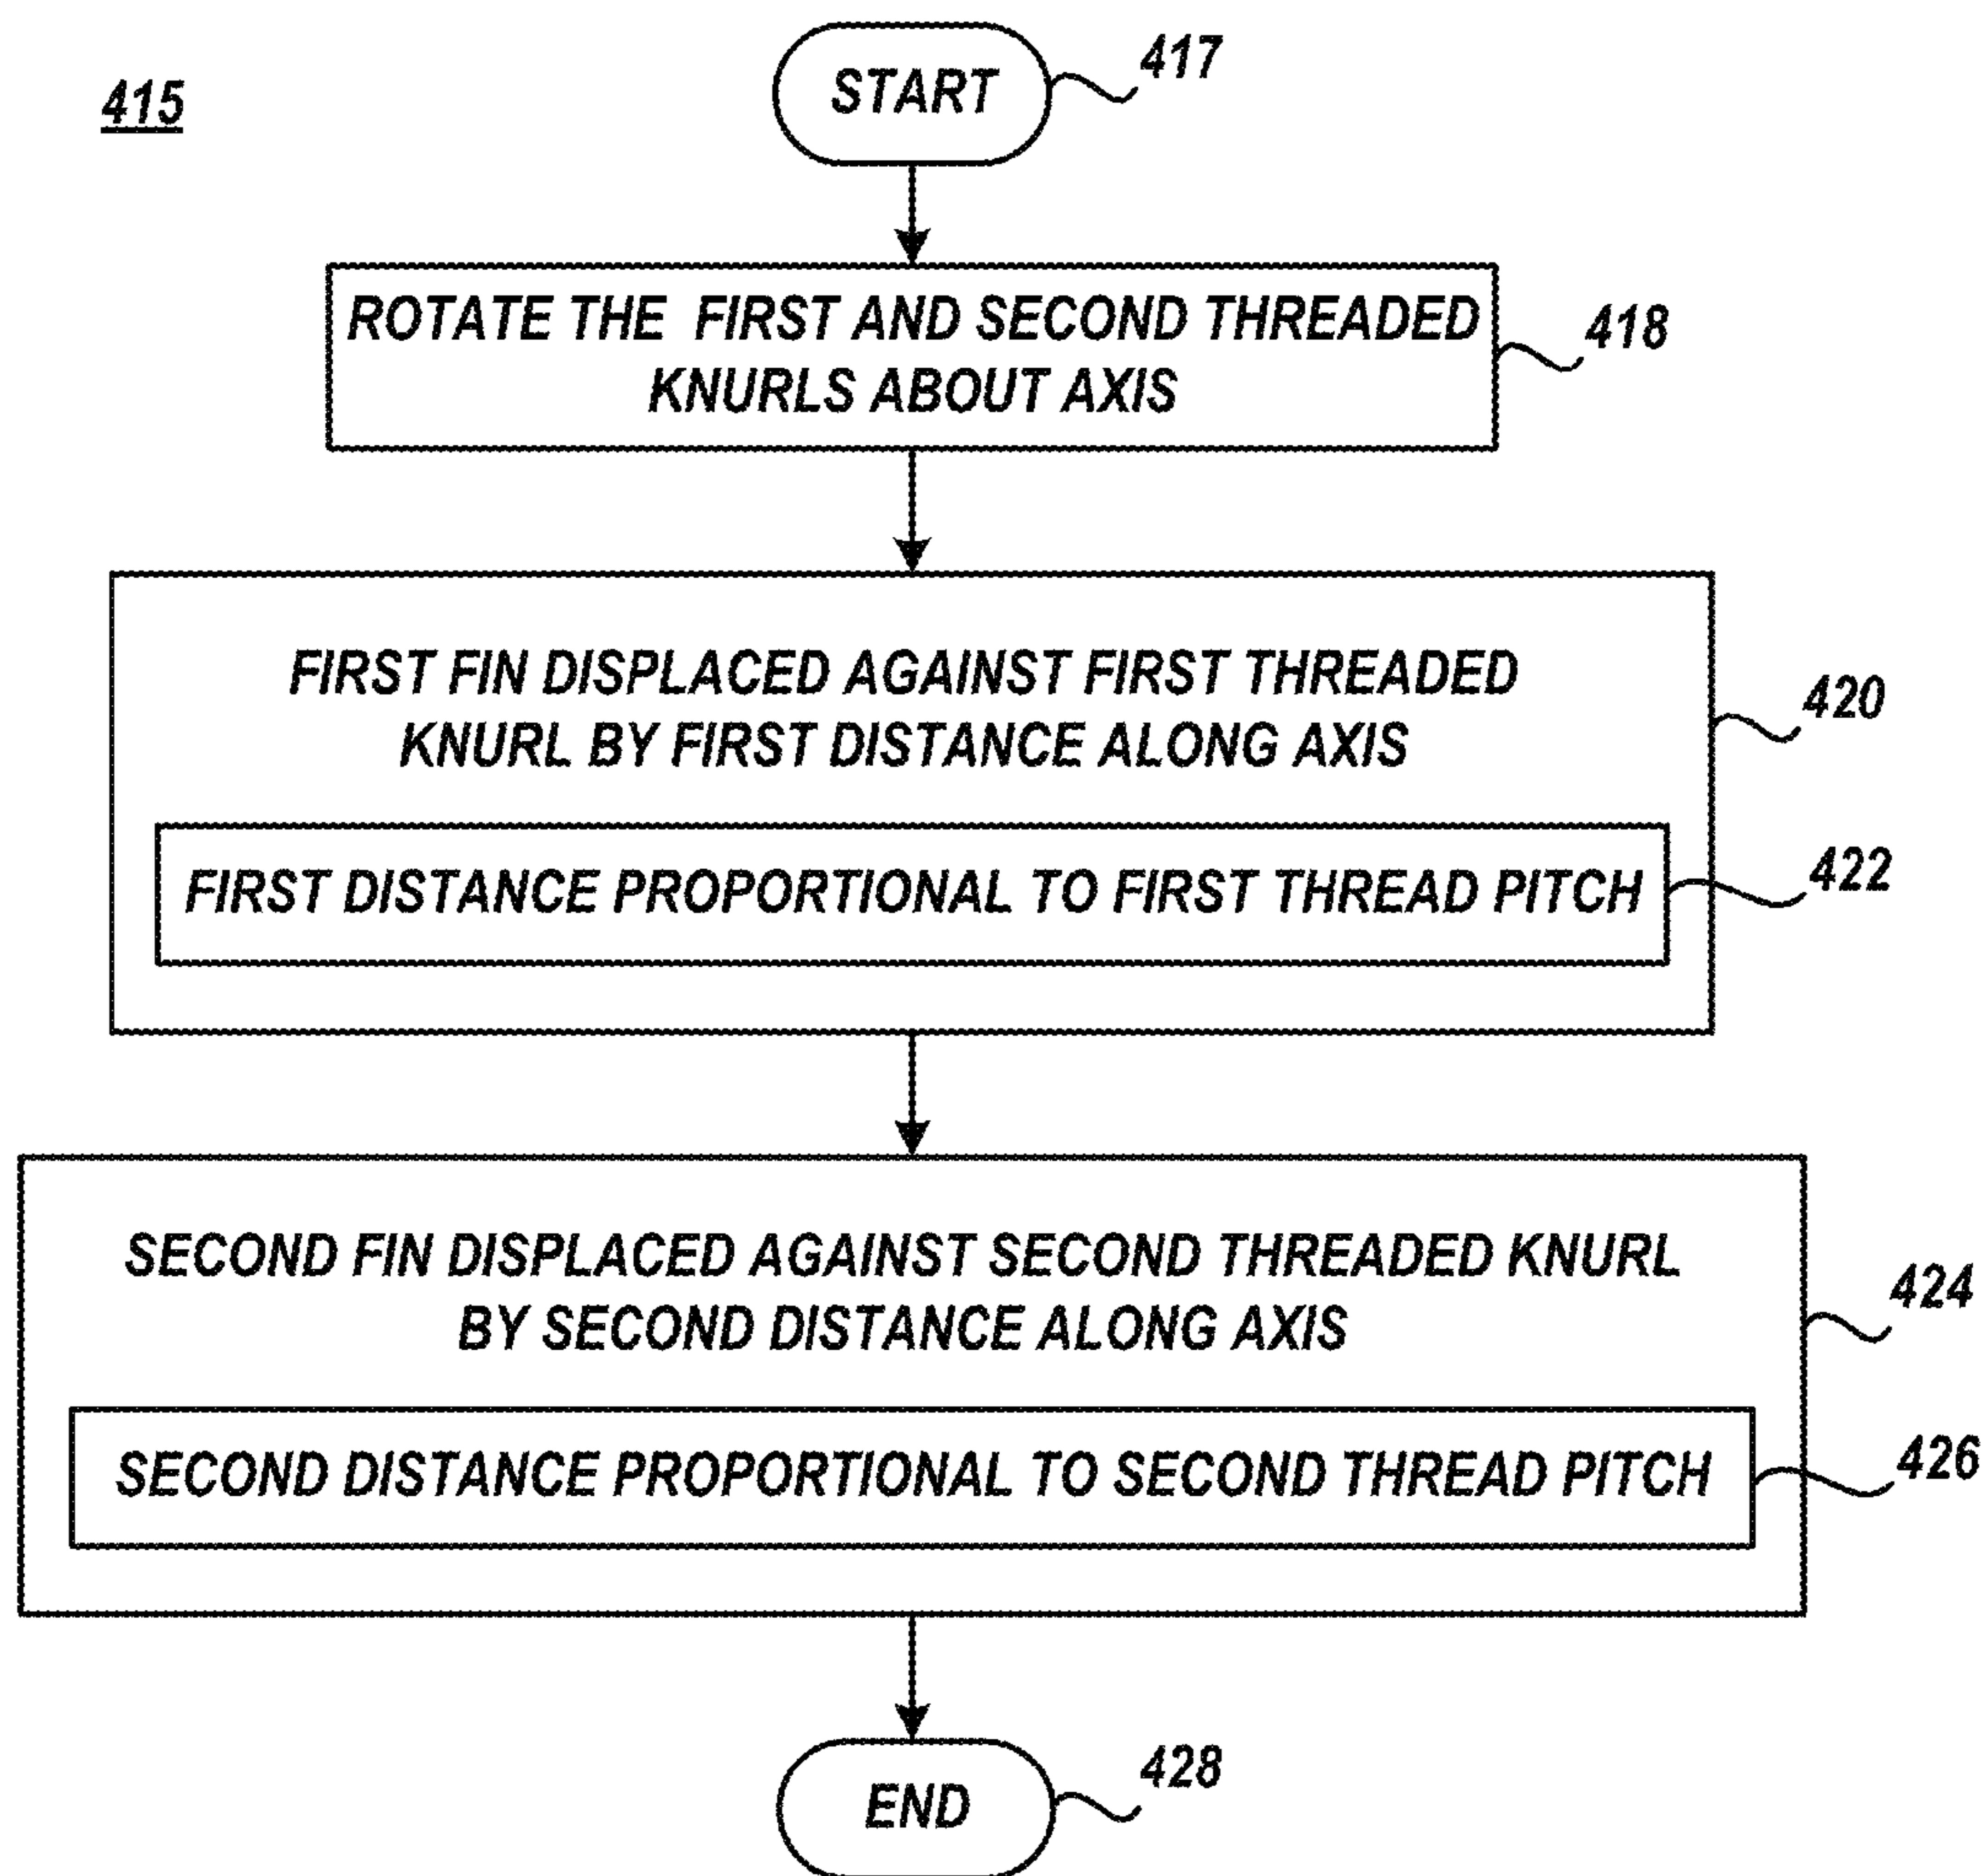 415
START
417
ROTATE THE FIRST AND SECOND THREADED
KNURLS ABOUT AXIS
418
FIRST FIN DISPLACED AGAINST FIRST THREADED
KNURL BY FIRST DISTANCE ALONG AXIS
420
FIRST DISTANCE PROPORTIONAL TO FIRST THREAD PITCH
422
SECOND FIN DISPLACED AGAINST SECOND THREADED KNURL
BY SECOND DISTANCE ALONG AXIS
424
SECOND DISTANCE PROPORTIONAL TO SECOND THREAD PITCH
426
END
428